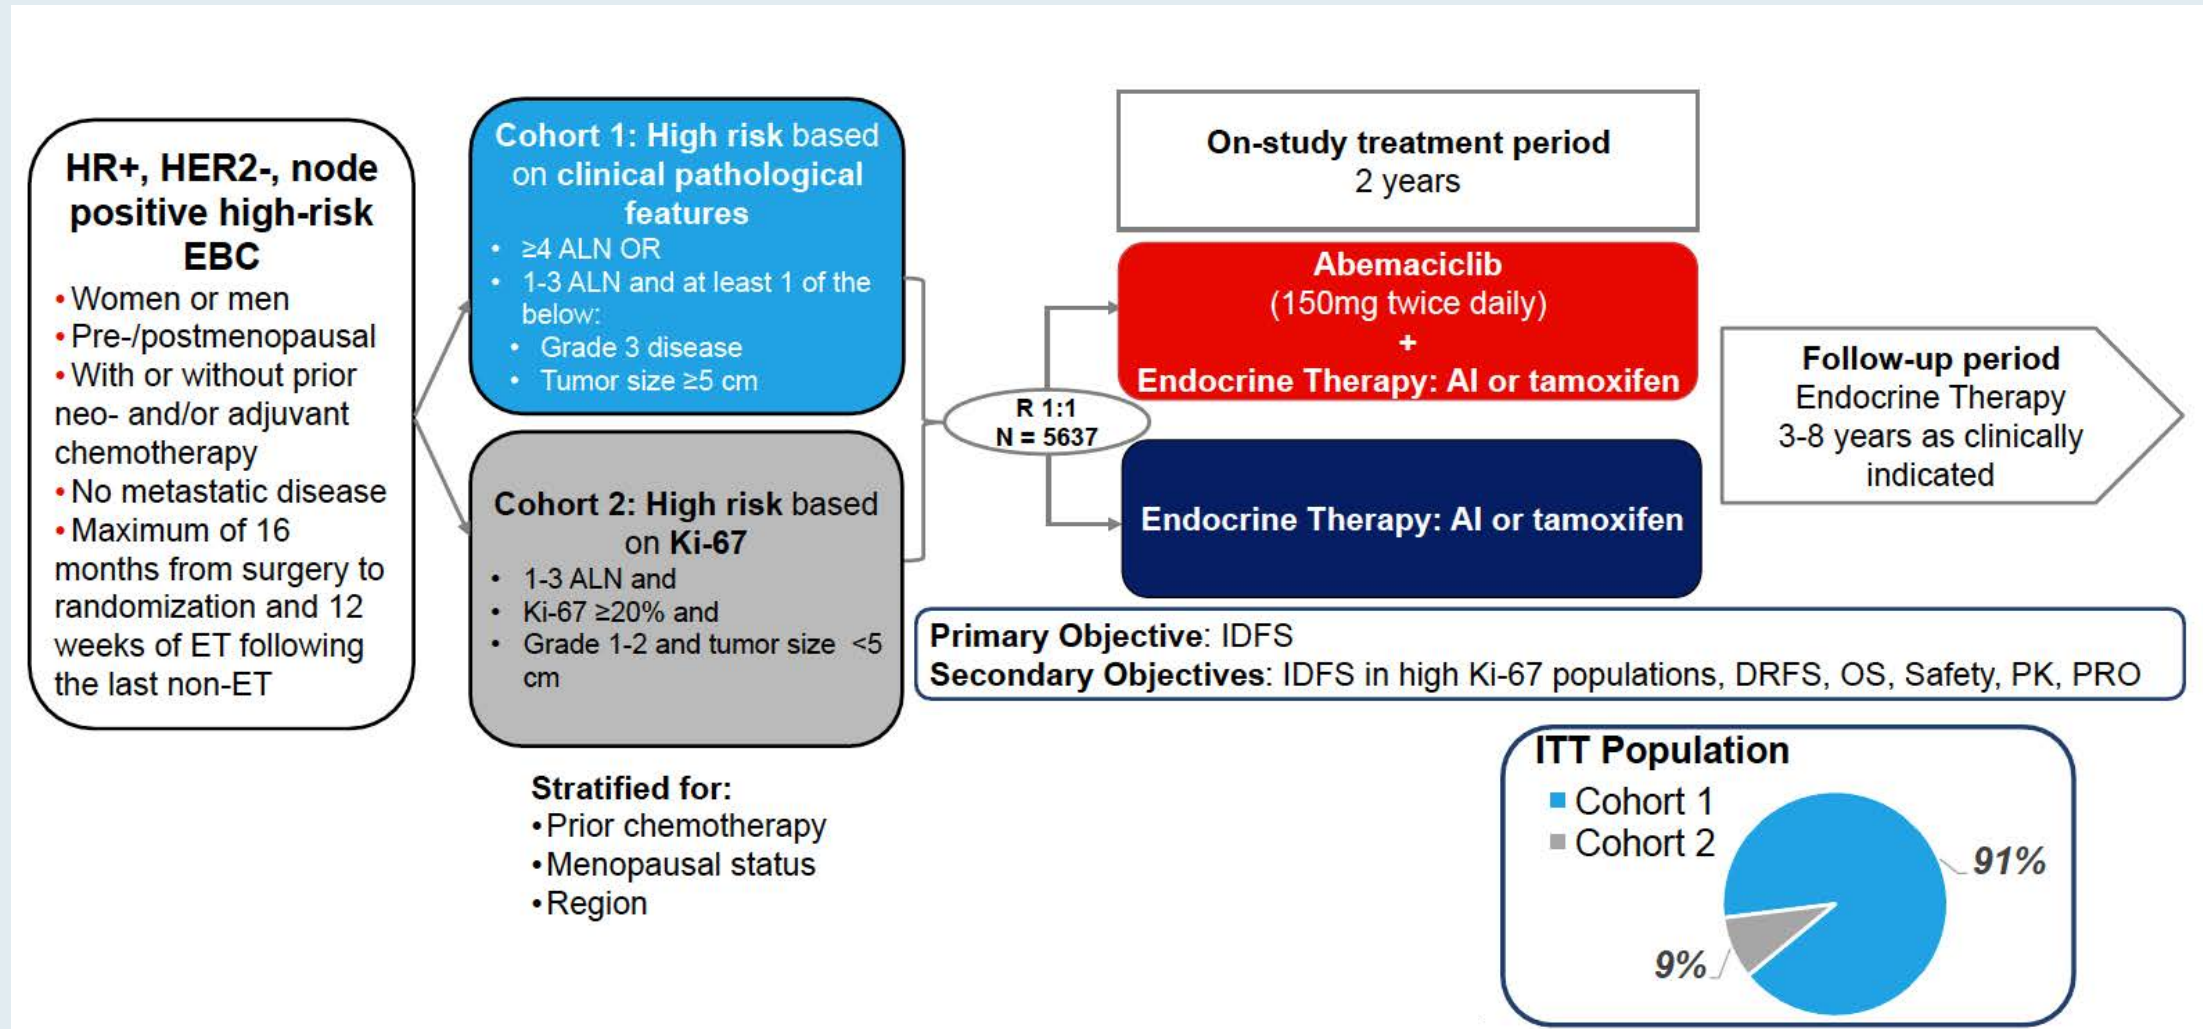 HR+, HER2-, node
positive high-risk
EBC
•Women or men
•Pre-/postmenopausal
•With or without prior
neo- and/or adjuvant
chemotherapy
•No metastatic disease
•Maximum of 16
months from surgery to
randomization and 12
weeks of ET following
the last non-ET
Cohort 1: High risk based
on clinical pathological
features
• ≥4 ALN OR
• 1-3 ALN and at least 1 of the
below:
• Grade 3 disease
• Tumor size ≥5 cm
Cohort 2: High risk based
on Ki-67
• 1-3 ALN and
• Ki-67 ≥20% and
• Grade 1-2 and tumor size <5
cm
Stratified for:
•Prior chemotherapy
•Menopausal status
•Region
R 1:1
N = 5637
On-study treatment period
2 years
Abemaciclib
(150mg twice daily)
+
Endocrine Therapy: AI or tamoxifen
Endocrine Therapy: AI or tamoxifen
Follow-up period
Endocrine Therapy
3-8 years as clinically
indicated
Primary Objective: IDFS
Secondary Objectives: IDFS in high Ki-67 populations, DRFS, OS, Safety, PK, PRO
ITT Population
Cohort 1
Cohort 2
91%
9%